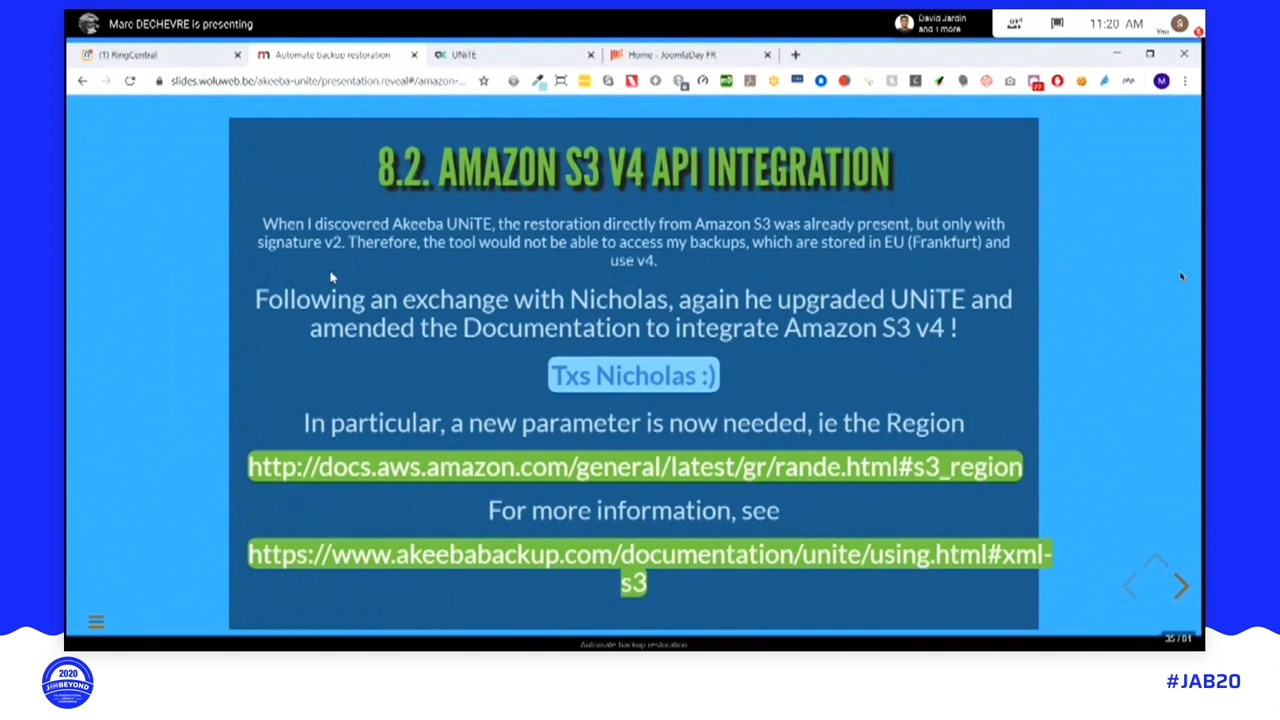 Marc DECHEVRE is presenting
David Jardin
and 1 more
11:20 AM
You
S
(1) RingCentral
Automate backup restoration
UNiTE
Home - JoomlaDay FR
slides.woluweb.be/akeeba-unite/presentation.reveal#/amazon-...
M
8.2. AMAZON S3 V4 API INTEGRATION
When I discovered Akeeba UNiTE, the restoration directly from Amazon S3 was already present, but only with
signature v2. Therefore, the tool would not be able to access my backups, which are stored in EU (Frankfurt) and
use v4.
Following an exchange with Nicholas, again he upgraded UNiTE and
amended the Documentation to integrate Amazon S3 v4 !
Txs Nicholas :)
In particular, a new parameter is now needed, ie the Region
http://docs.aws.amazon.com/general/latest/gr/rande.html#s3_region
For more information, see
https://www.akeebabackup.com/documentation/unite/using.html#xml-
s3
Automate backup restoration
2020
BEYOND
#JAB20